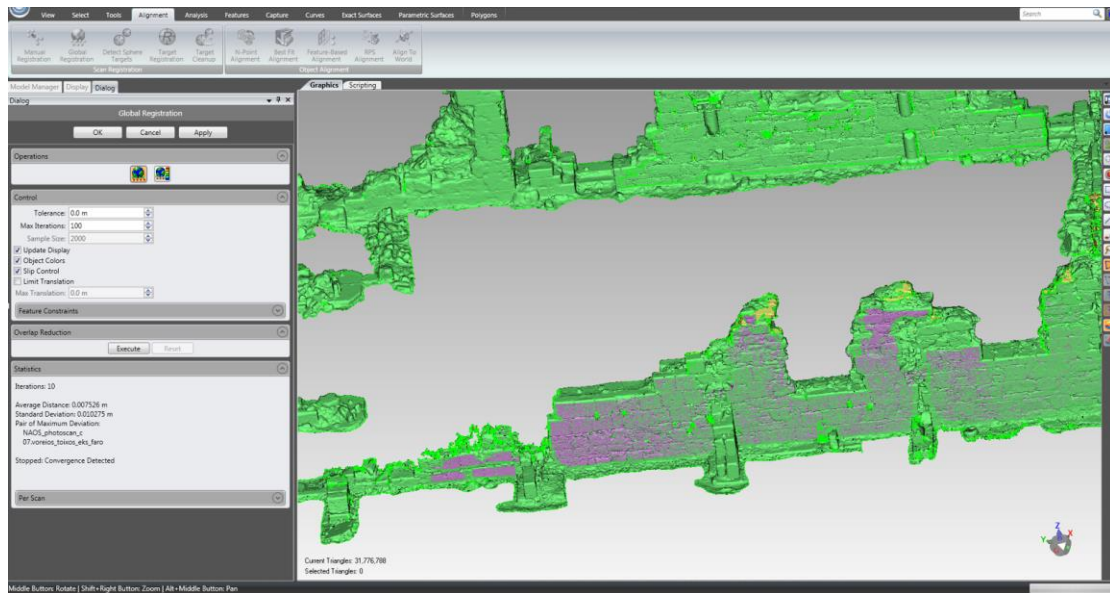 View Select Tools Alignment Analysis Features Capture Curves Exact Surfaces Parametric Surfaces Polygons
Search
Manual Registration
Global Registration
Detect Sphere Targets
Target Registration
Target Cleanup
N-Point Alignment
Best Fit Alignment
Feature-Based Alignment
RPS Alignment
Align To World
Scan Registration
Object Alignment
Model Manager Display Dialog
Graphics Scripting
Dialog
Global Registration
OK Cancel Apply
Operations
Control
Tolerance: 0.0 m
Max Iterations: 100
Sample Size: 2000
Update Display
Object Colors
Slip Control
Limit Translation
Max Translation: 0.0 m
Feature Constraints
Overlap Reduction
Execute Reset
Statistics
Iterations: 10
Average Distance: 0.007526 m
Standard Deviation: 0.010275 m
Pair of Maximum Deviation:
NAOS_photoscan_c
07.voreios_toixos_eks_faro
Stopped: Convergence Detected
Per Scan
Z
X
Y
Current Triangles: 31,776,788
Selected Triangles: 0
Middle Button: Rotate | Shift+Right Button: Zoom | Alt+Middle Button: Pan